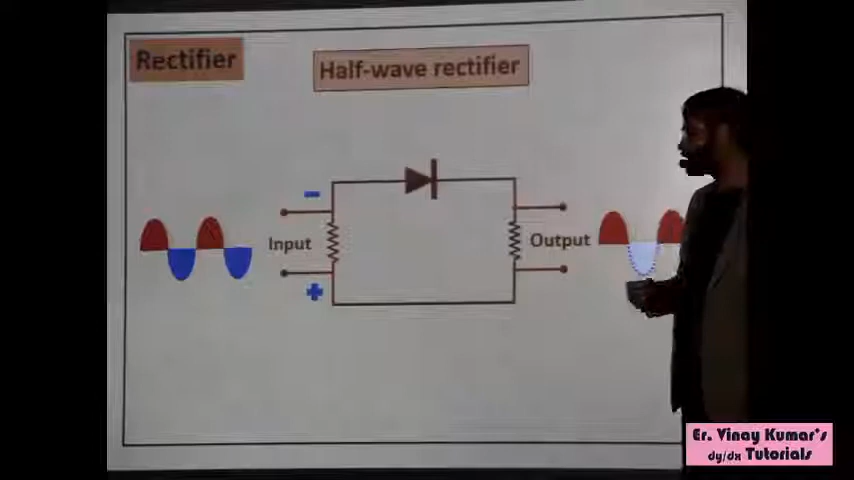 Rectifier
Half-wave rectifier
Input
Output
Er. Vinay Kumar's
dy/dx Tutorials